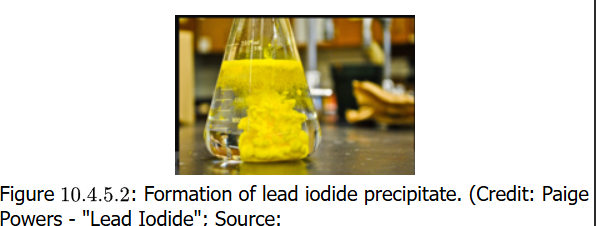 Figure 10.4.5.2: Formation of lead iodide precipitate. (Credit: Paige
Powers - "Lead Iodide"; Source: